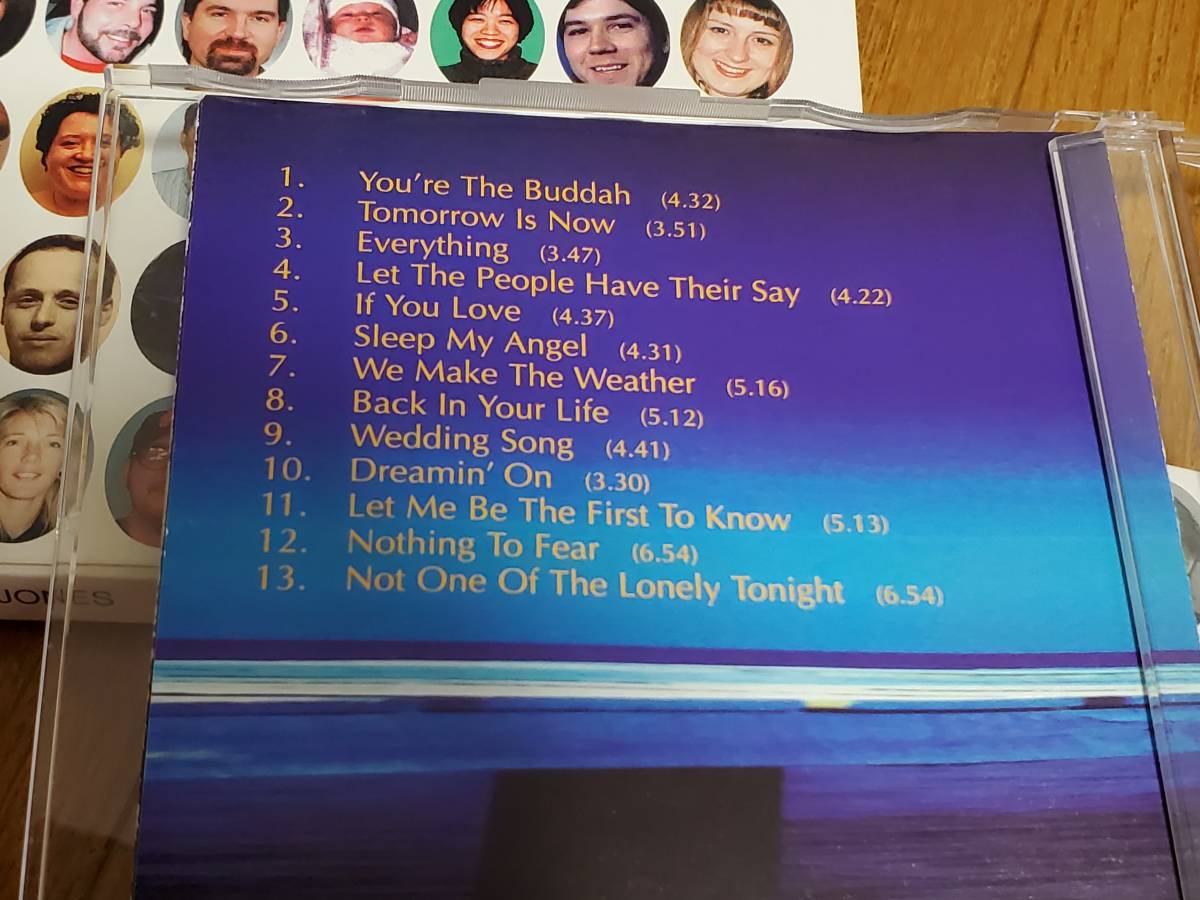 1. You're The Buddah (4.32)
2. Tomorrow Is Now (3.51)
3. Everything (3.47)
4. Let The People Have Their Say (4.22)
5. If You Love (4.37)
6. Sleep My Angel (4.31)
7. We Make The Weather (5.16)
8. Back In Your Life (5.12)
9. Wedding Song (4.41)
10. Dreamin' On (3.30)
11. Let Me Be The First To Know (5.13)
12. Nothing To Fear (6.54)
13. Not One Of The Lonely Tonight (6.54)
JONES